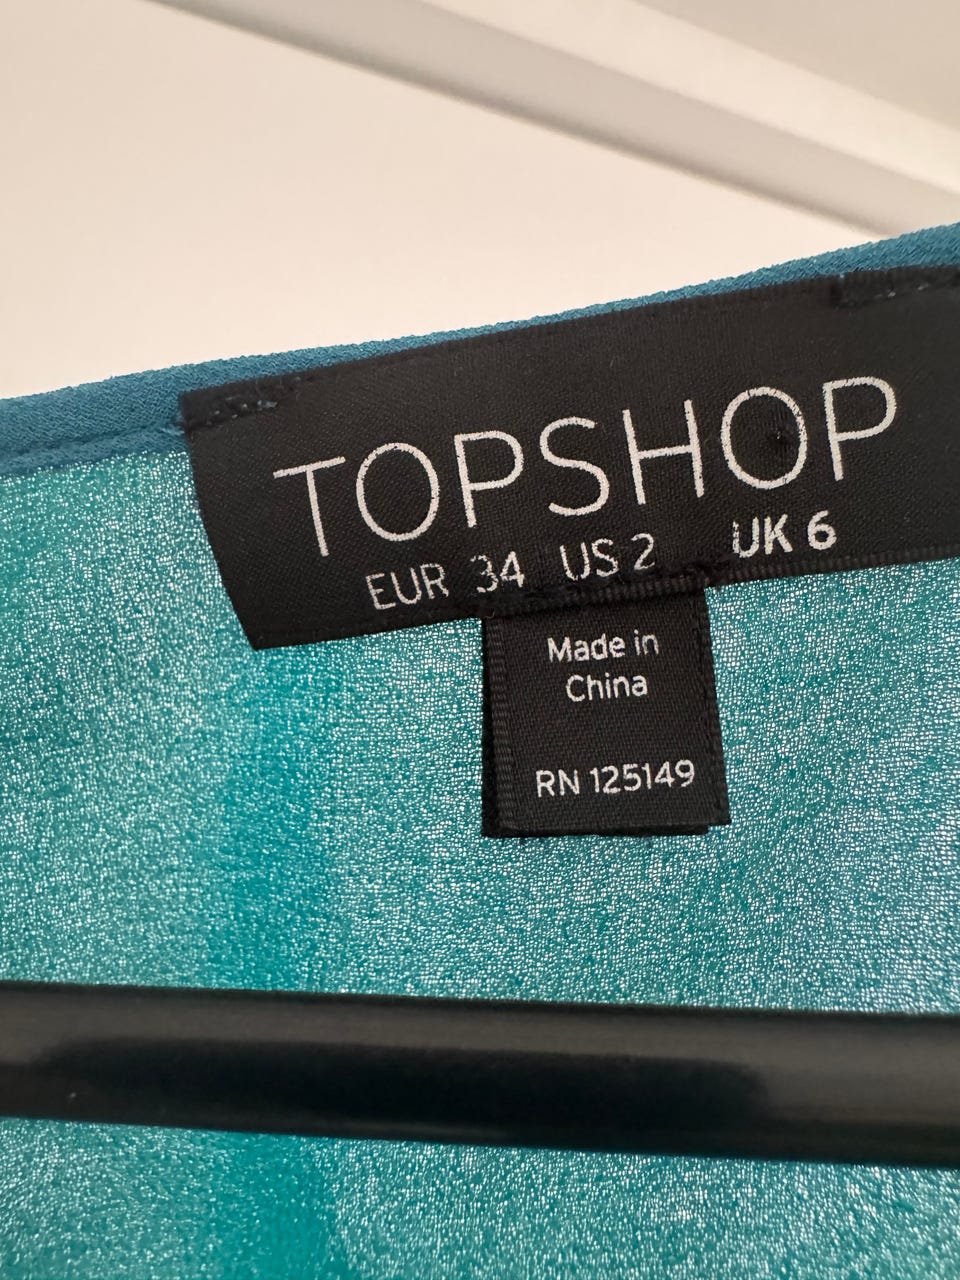 TOPSHOP
EUR 34 US 2 UK 6
Made in
China
RN 125149